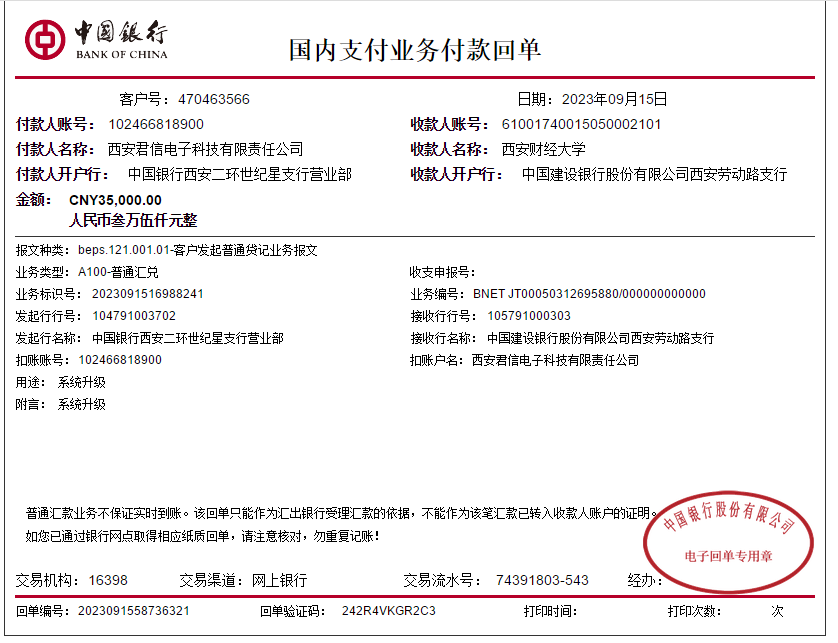 中国银行
BANK OF CHINA
国内支付业务付款回单
客户号：470463566 日期：2023年09月15日
付款人账号：102466818900 收款人账号：61001740015050002101
付款人名称：西安君信电子科技有限责任公司 收款人名称：西安财经大学
付款人开户行：中国银行西安二环世纪星支行营业部 收款人开户行：中国建设银行股份有限公司西安劳动路支行
金额：CNY35,000.00
人民币叁万伍仟元整
报文种类：beps.121.001.01-客户发起普通贷记业务报文
业务类型：A100-普通汇兑 收支申报号：
业务标识号：2023091516988241 业务编号：BNET JT00050312695880/000000000000
发起行行号：104791003702 接收行行号：105791000303
发起行名称：中国银行西安二环世纪星支行营业部 接收行名称：中国建设银行股份有限公司西安劳动路支行
扣账账号：102466818900 扣账户名：西安君信电子科技有限责任公司
用途：系统升级
附言：系统升级
普通汇款业务不保证实时到账。该回单只能作为汇出银行受理汇款的依据，不能作为该笔汇款已转入收款人账户的证明。
如您已通过银行网点取得相应纸质回单，请注意核对，勿重复记账！
中国银行股份有限公司
电子回单专用章
交易机构：16398 交易渠道：网上银行 交易流水号：74391803-543 经办：
回单编号：2023091558736321 回单验证码：242R4VKGR2C3 打印时间： 打印次数： 次